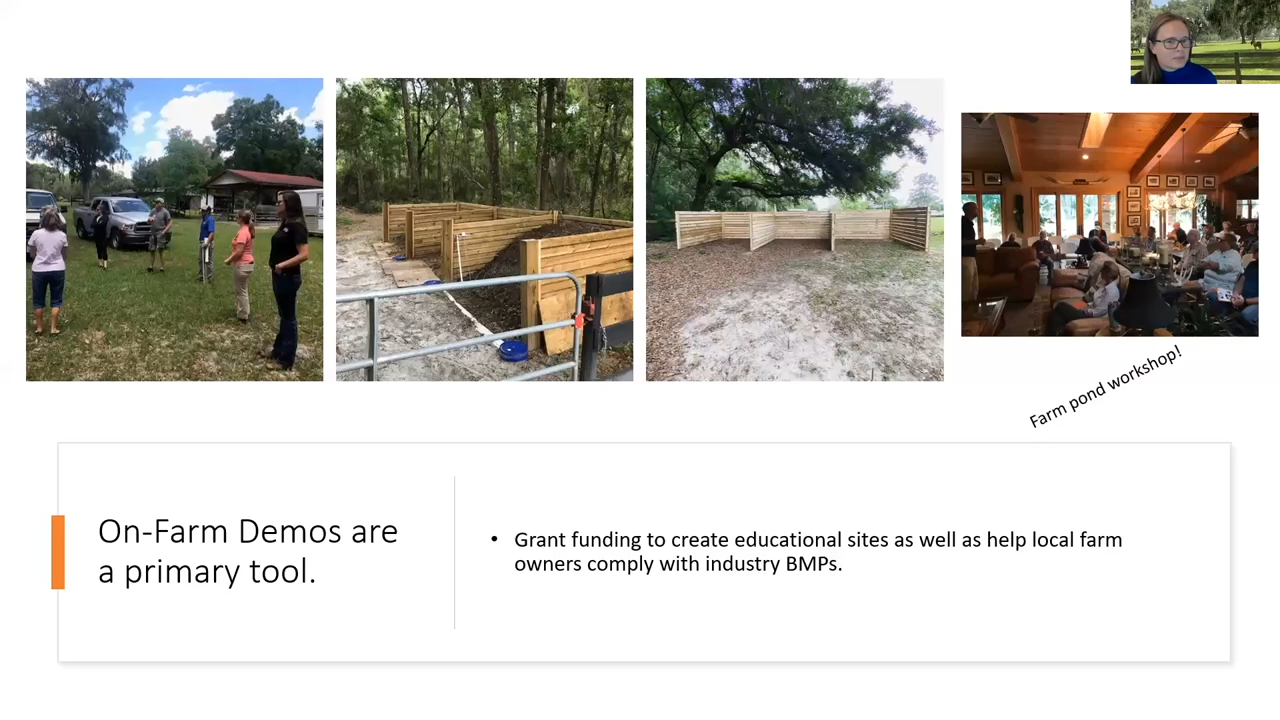 Farm pond workshop!
On-Farm Demos are
a primary tool.
• Grant funding to create educational sites as well as help local farm
owners comply with industry BMPs.